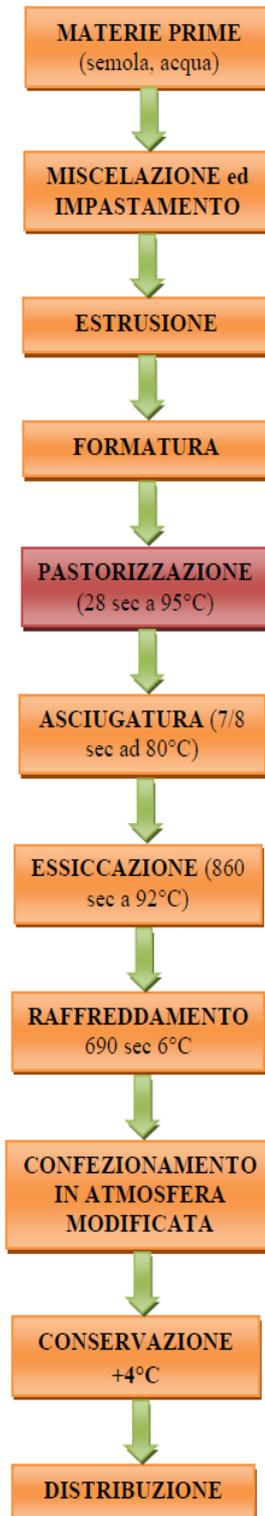 MATERIE PRIME
(semola, acqua)
MISCELAZIONE ed
IMPASTAMENTO
ESTRUSIONE
FORMATURA
PASTORIZZAZIONE
(28 sec a 95°C)
ASCIUGATURA (7/8
sec ad 80°C)
ESSICCAZIONE (860
sec a 92°C)
RAFFREDDAMENTO
690 sec 6°C
CONFEZIONAMENTO
IN ATMOSFERA
MODIFICATA
CONSERVAZIONE
+4°C
DISTRIBUZIONE